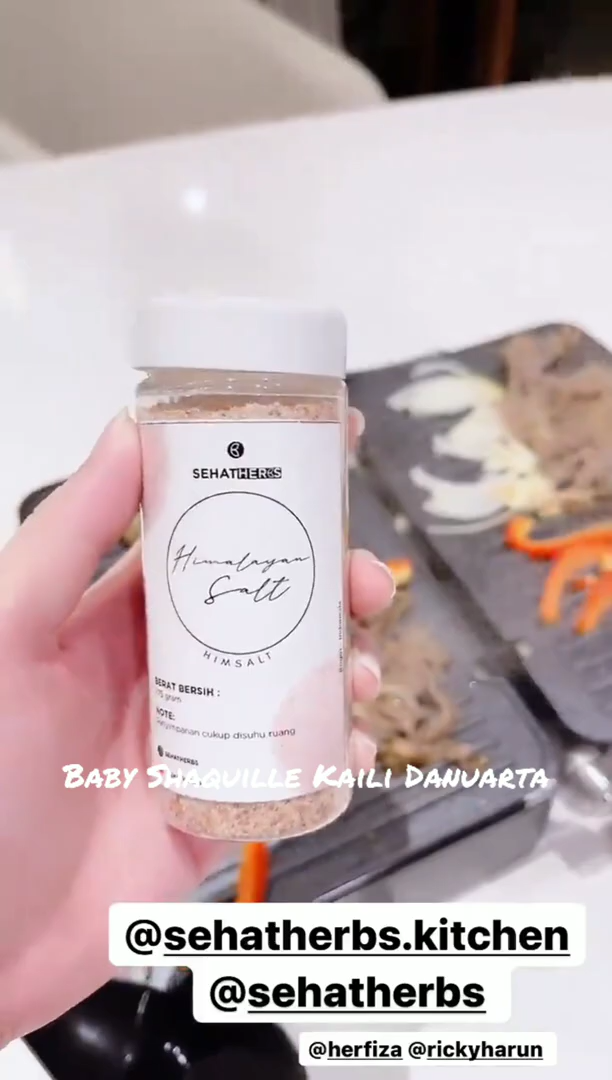 SEHATHERBS
Himalayan
Salt
HIMSALT
BERAT BERSIH :
gram
NOTE:
cukup disuhu ruang
SEHATHERBS
BABY SHAQUILLE KAILI DANUARTA
@sehatherbs.kitchen
@sehatherbs
@herfiza @rickyharun